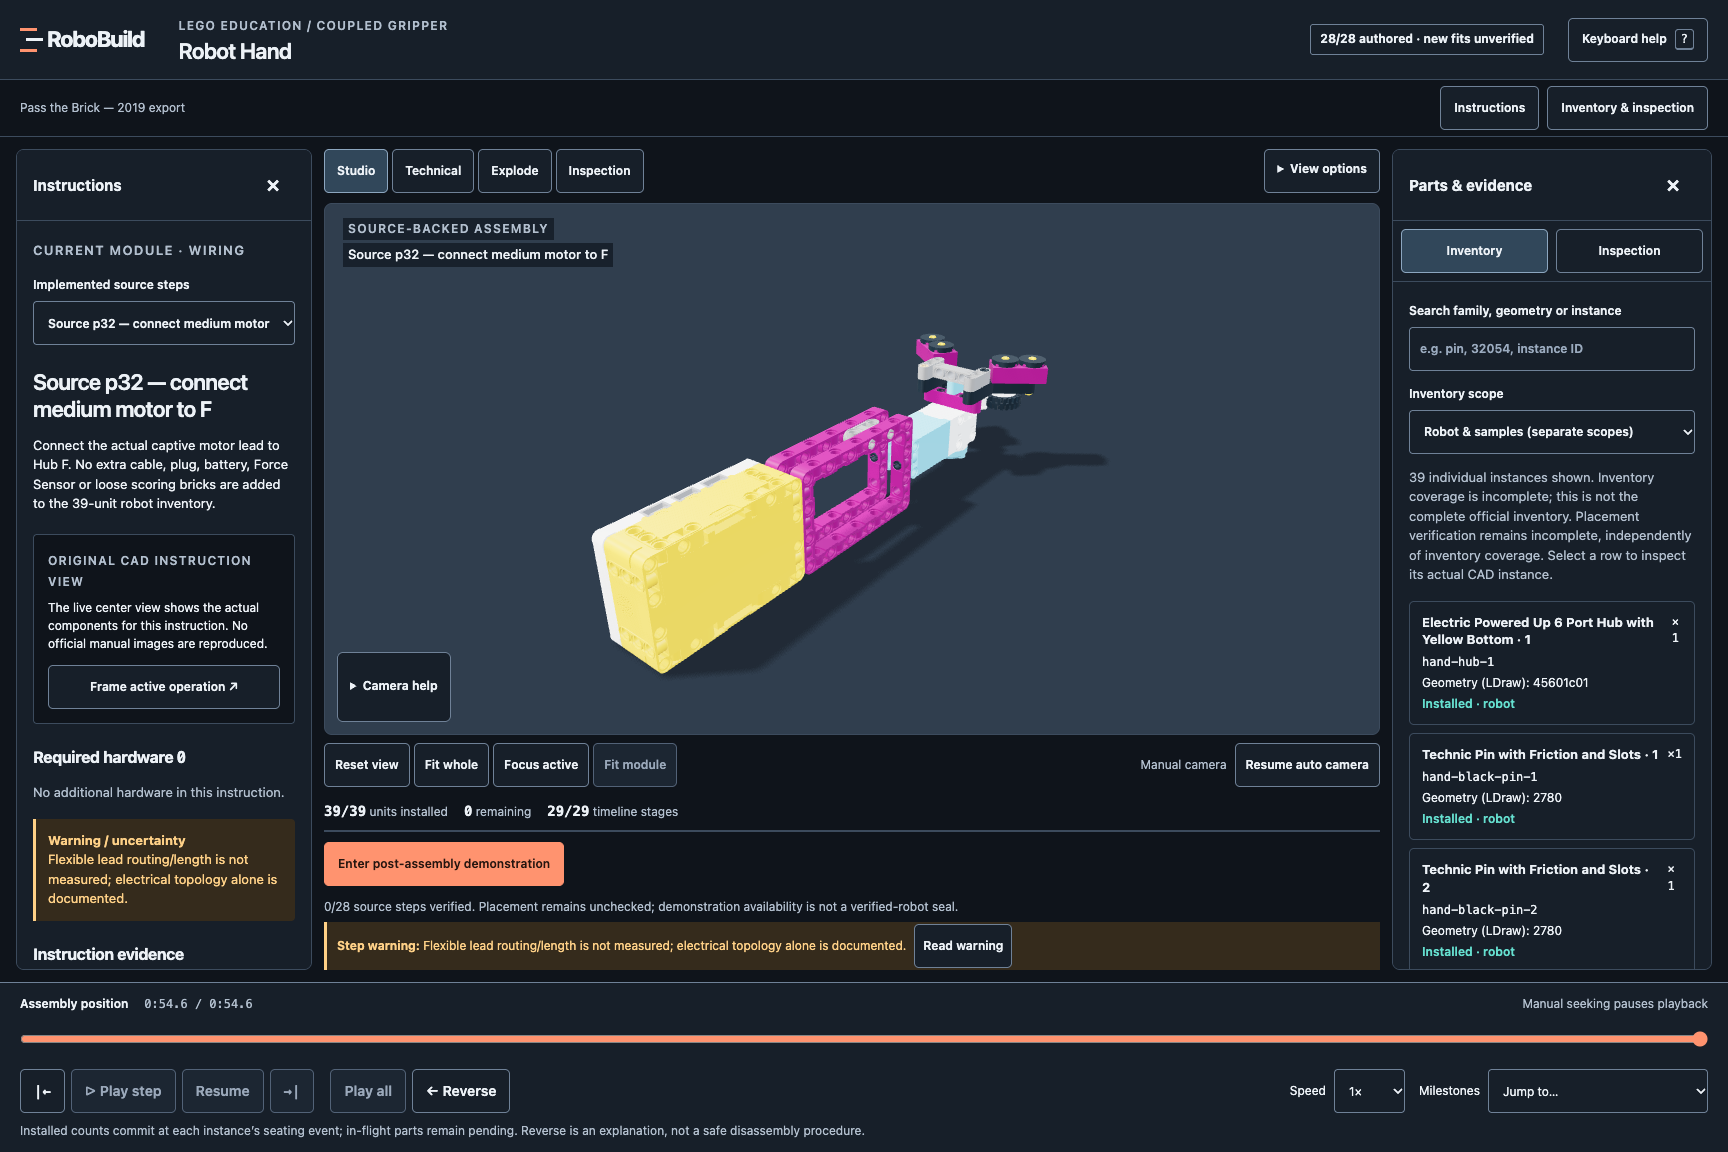 RoboBuild
LEGO EDUCATION / COUPLED GRIPPER
Robot Hand
28/28 authored · new fits unverified
Keyboard help ?
Pass the Brick — 2019 export
Instructions
Inventory & inspection
Instructions ×
CURRENT MODULE · WIRING
Implemented source steps
Source p32 — connect medium motor
Source p32 — connect
medium motor to F
Connect the actual captive motor lead to
Hub F. No extra cable, plug, battery, Force
Sensor or loose scoring bricks are added
to the 39-unit robot inventory.
ORIGINAL CAD INSTRUCTION
VIEW
The live center view shows the actual
components for this instruction. No
official manual images are reproduced.
Frame active operation ↗
Required hardware 0
No additional hardware in this instruction.
Warning / uncertainty
Flexible lead routing/length is not
measured; electrical topology alone is
documented.
Instruction evidence
Studio
Technical
Explode
Inspection
▶ View options
SOURCE-BACKED ASSEMBLY
Source p32 — connect medium motor to F
▶ Camera help
Reset view
Fit whole
Focus active
Fit module
Manual camera
Resume auto camera
39/39 units installed 0 remaining 29/29 timeline stages
Enter post-assembly demonstration
0/28 source steps verified. Placement remains unchecked; demonstration availability is not a verified-robot seal.
Step warning: Flexible lead routing/length is not measured; electrical topology alone is documented.
Read warning
Parts & evidence ×
Inventory
Inspection
Search family, geometry or instance
e.g. pin, 32054, instance ID
Inventory scope
Robot & samples (separate scopes)
39 individual instances shown. Inventory
coverage is incomplete; this is not the
complete official inventory. Placement
verification remains incomplete, independently
of inventory coverage. Select a row to inspect
its actual CAD instance.
Electric Powered Up 6 Port Hub with ×
Yellow Bottom · 1 1
hand-hub-1
Geometry (LDraw): 45601c01
Installed · robot
Technic Pin with Friction and Slots · 1 ×1
hand-black-pin-1
Geometry (LDraw): 2780
Installed · robot
Technic Pin with Friction and Slots · ×
2 1
hand-black-pin-2
Geometry (LDraw): 2780
Installed · robot
Assembly position 0:54.6 / 0:54.6
Manual seeking pauses playback
|←
▷ Play step
Resume
→|
Play all
← Reverse
Speed 1×
Milestones Jump to...
Installed counts commit at each instance's seating event; in-flight parts remain pending. Reverse is an explanation, not a safe disassembly procedure.